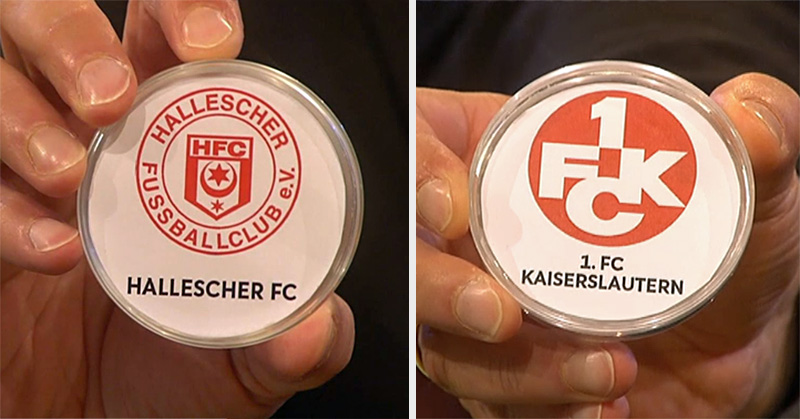 HALLESCHER
HFC
FUSSBALLCLUB e.V.
HALLESCHER FC
1
FCK
1. FC
KAISERSLAUTERN